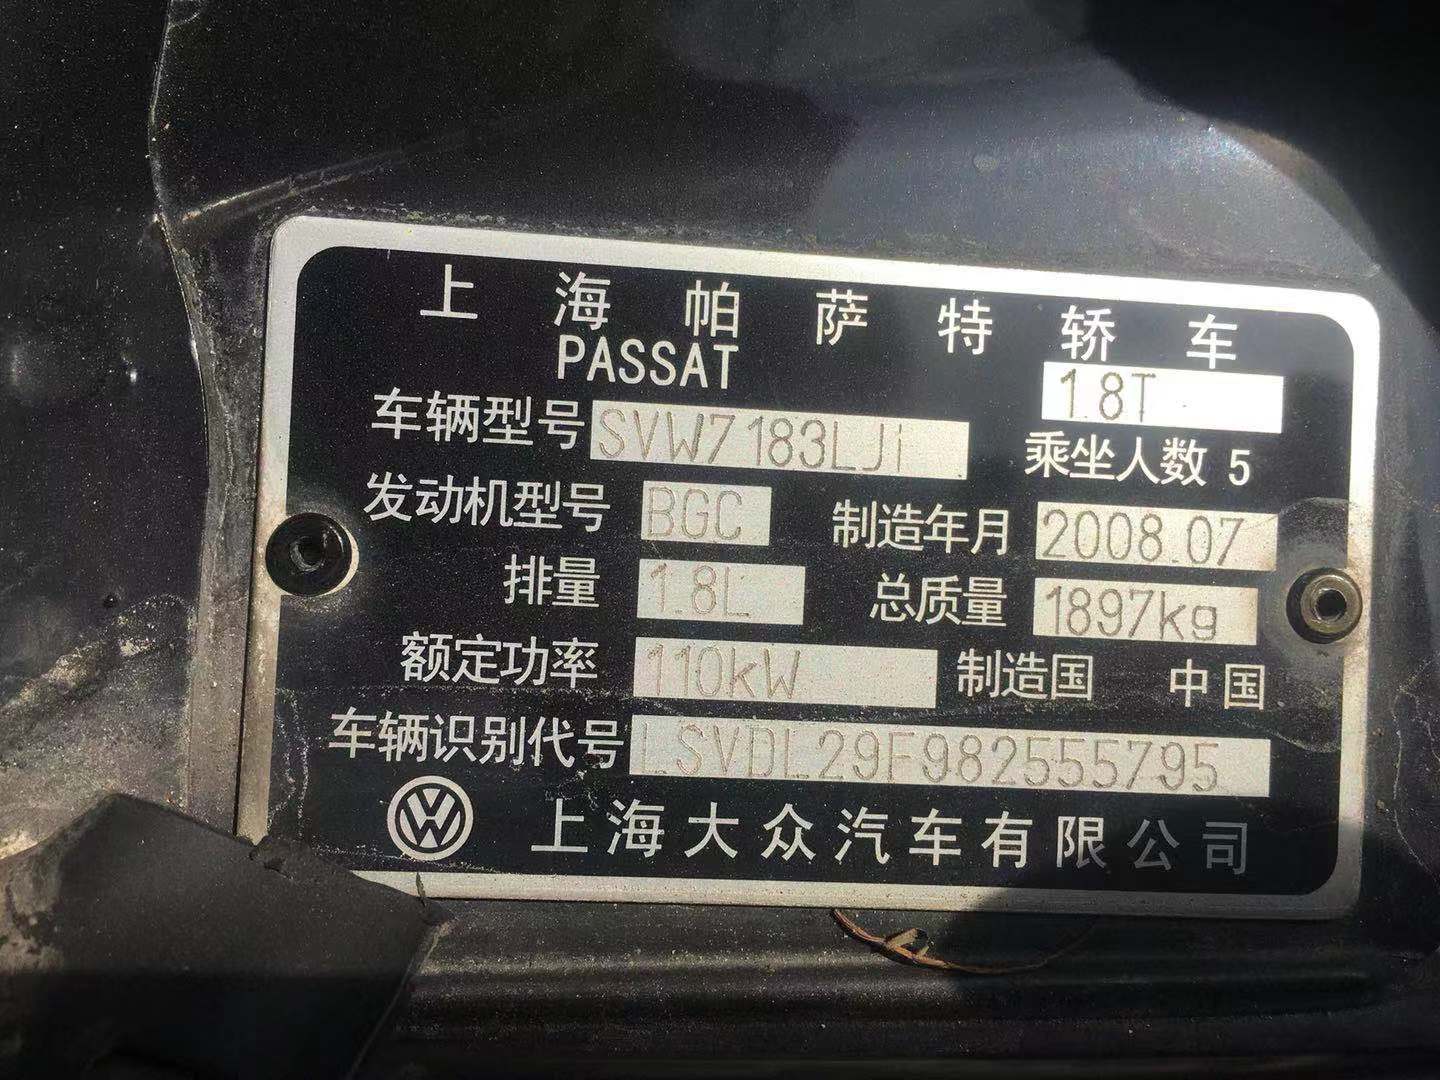 上海帕萨特轿车
PASSAT 1.8T
车辆型号 SVW7183LJi 乘坐人数 5
发动机型号 BGC 制造年月 2008.07
排量 1.8L 总质量 1897kg
额定功率 110kW 制造国 中国
车辆识别代号 LSVDL29F982555795
上海大众汽车有限公司